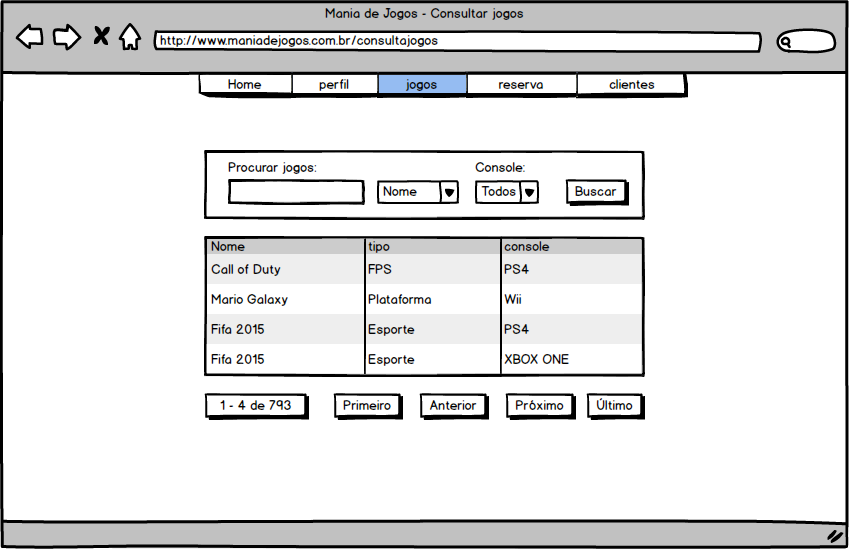 Mania de Jogos - Consultar jogos
http://www.maniadejogos.com.br/consultajogos
Home perfil jogos reserva clientes
Procurar jogos: Console:
Nome Todos Buscar
Nome tipo console
Call of Duty FPS PS4
Mario Galaxy Plataforma Wii
Fifa 2015 Esporte PS4
Fifa 2015 Esporte XBOX ONE
1 - 4 de 793 Primeiro Anterior Próximo Último